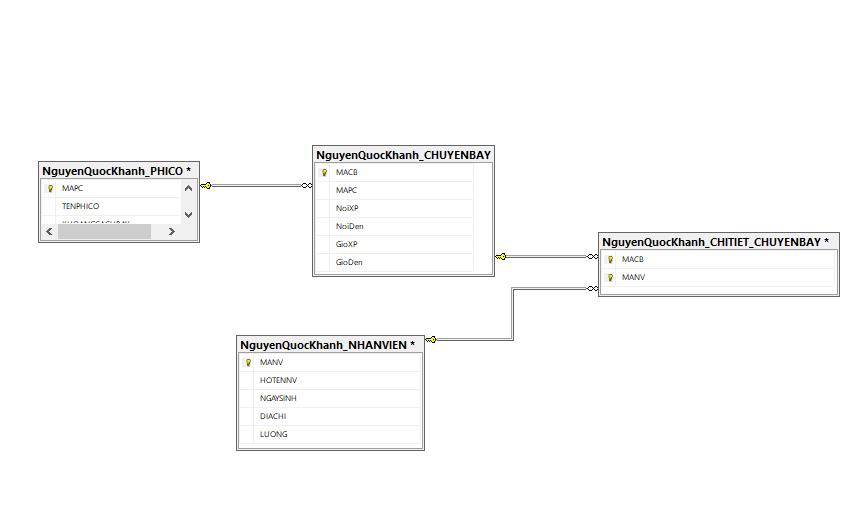 NguyenQuocKhanh_PHICO *
MAPC
TENPHICO
NguyenQuocKhanh_CHUYENBAY
MACB
MAPC
NoiXP
NoiDen
GioXP
GioDen
NguyenQuocKhanh_CHITIET_CHUYENBAY *
MACB
MANV
NguyenQuocKhanh_NHANVIEN *
MANV
HOTENNV
NGAYSINH
DIACHI
LUONG